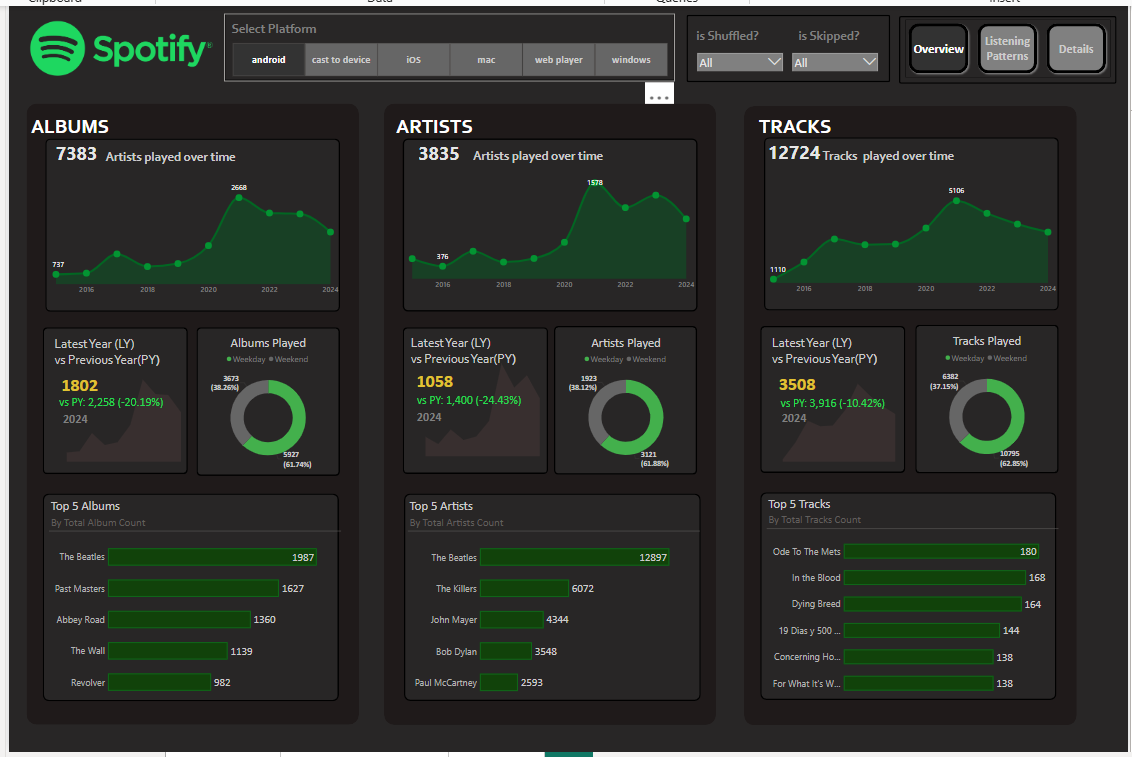 Clipboard
Data
Queries
Insert
Spotify®
Select Platform
android
cast to device
iOS
mac
web player
windows
is Shuffled?
All
is Skipped?
All
Overview
Listening
Patterns
Details
...
ALBUMS
7383 Artists played over time
2668
737
2016 2018 2020 2022 2024
Latest Year (LY)
vs Previous Year(PY)
1802
vs PY: 2,258 (-20.19%)
2024
Albums Played
Weekday Weekend
3673
(38.26%)
5927
(61.74%)
Top 5 Albums
By Total Album Count
The Beatles 1987
Past Masters 1627
Abbey Road 1360
The Wall 1139
Revolver 982
ARTISTS
3835 Artists played over time
1578
376
2016 2018 2020 2022 2024
Latest Year (LY)
vs Previous Year(PY)
1058
vs PY: 1,400 (-24.43%)
2024
Artists Played
Weekday Weekend
1923
(38.12%)
3121
(61.88%)
Top 5 Artists
By Total Artists Count
The Beatles 12897
The Killers 6072
John Mayer 4344
Bob Dylan 3548
Paul McCartney 2593
TRACKS
12724 Tracks played over time
5106
1110
2016 2018 2020 2022 2024
Latest Year (LY)
vs Previous Year(PY)
3508
vs PY: 3,916 (-10.42%)
2024
Tracks Played
Weekday Weekend
6382
(37.15%)
10795
(62.85%)
Top 5 Tracks
By Total Tracks Count
Ode To The Mets 180
In the Blood 168
Dying Breed 164
19 Dias y 500 ... 144
Concerning Ho... 138
For What It's W... 138